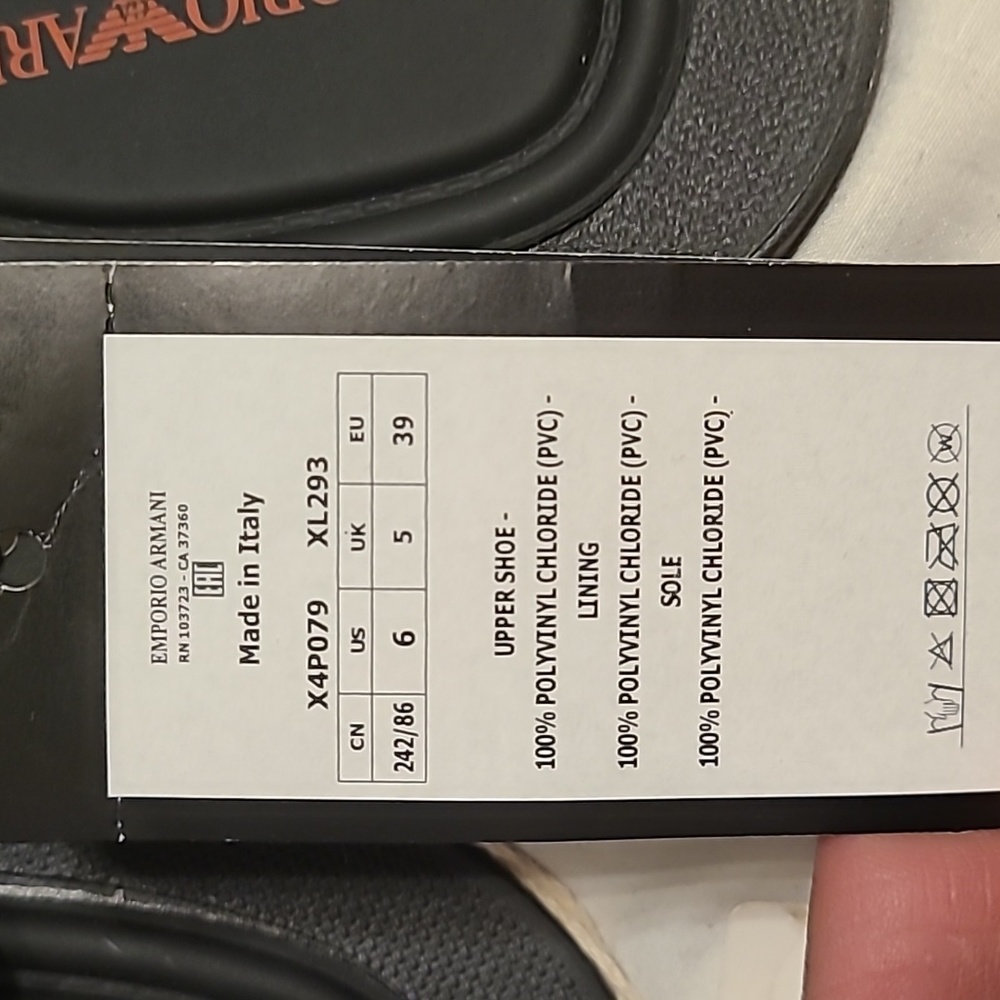 EMPORIO ARMANI
RN 103723 - CA 37360
EAC
Made in Italy
X4P079 XL293
CN US UK EU
242/86 6 5 39
UPPER SHOE -
100% POLYVINYL CHLORIDE (PVC) -
LINING
100% POLYVINYL CHLORIDE (PVC) -
SOLE
100% POLYVINYL CHLORIDE (PVC) -
W